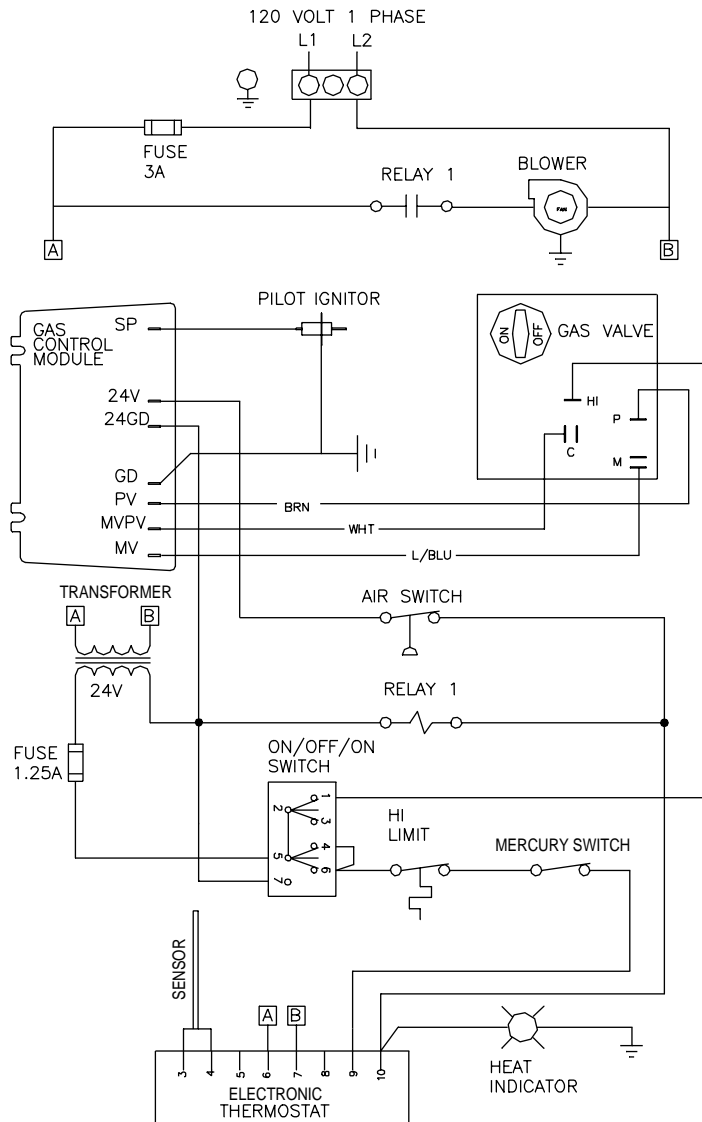 120 VOLT 1 PHASE
L1 L2
FUSE
3A
RELAY 1
BLOWER
FAN
A
B
PILOT IGNITOR
GAS
CONTROL
MODULE
SP
24V
24GD
GD
PV
MVPV
MV
ON
OFF
GAS VALVE
HI
P
C
M
BRN
WHT
L/BLU
TRANSFORMER
A
B
24V
AIR SWITCH
RELAY 1
FUSE
1.25A
ON/OFF/ON
SWITCH
1
2
3
4
5
6
7
HI
LIMIT
MERCURY SWITCH
SENSOR
A
B
3 4 5 6 7 8 9 10
HEAT
INDICATOR
ELECTRONIC
THERMOSTAT